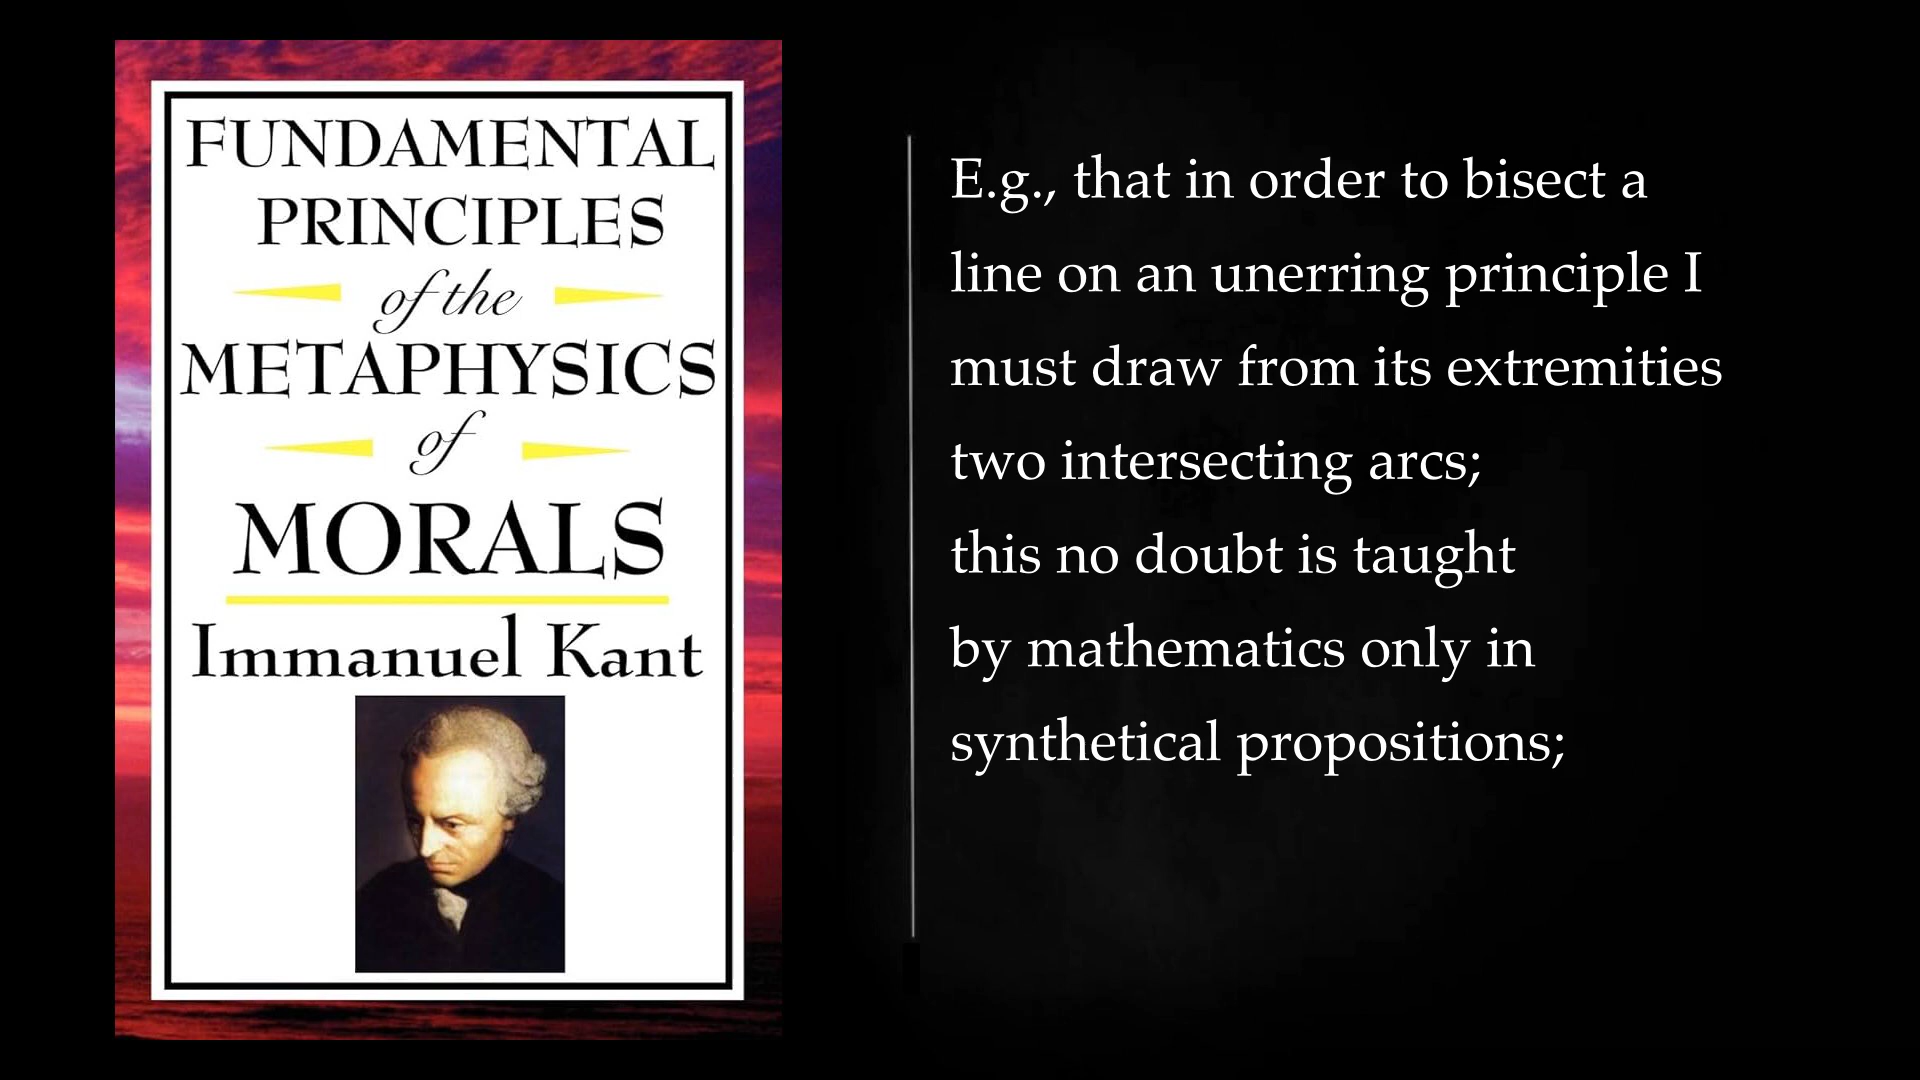 FUNDAMENTAL
PRINCIPLES
of the
METAPHYSICS
of
MORALS
Immanuel Kant
E.g., that in order to bisect a
line on an unerring principle I
must draw from its extremities
two intersecting arcs;
this no doubt is taught
by mathematics only in
synthetical propositions;